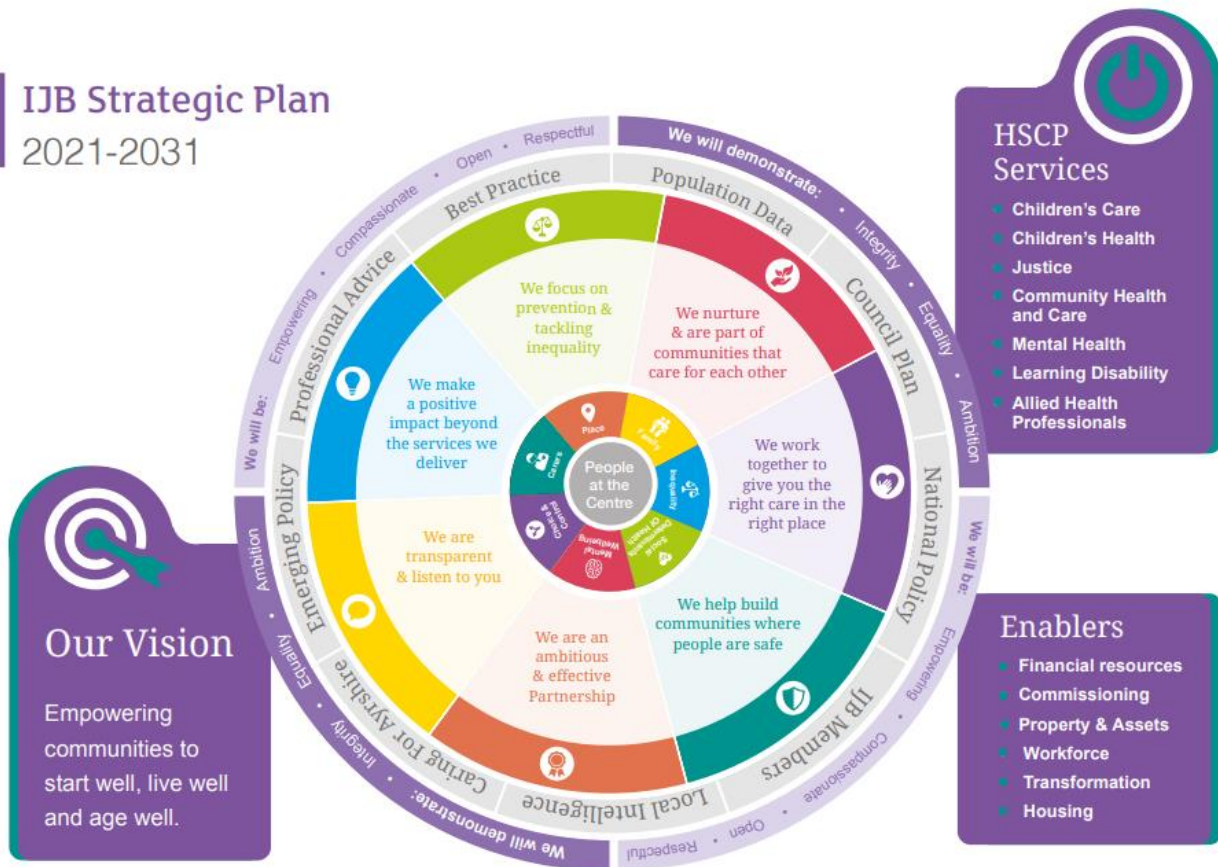 IJB Strategic Plan
2021-2031
HSCP
Services
Children's Care
Children's Health
Justice
Community Health
and Care
Mental Health
Learning Disability
Allied Health
Professionals
We will be: Empowering • Compassionate • Open • Respectful
We will demonstrate: • Integrity • Equality • Ambition
We will be: Empowering • Compassionate • Open • Respectful
We will demonstrate: • Integrity • Equality • Ambition
Best Practice
Population Data
Council Plan
National Policy
IJB Members
Local Intelligence
Caring For Ayrshire
Emerging Policy
Professional Advice
We focus on
prevention &
tackling
inequality
We nurture
& are part of
communities that
care for each other
We work
together to
give you the
right care in the
right place
We help build
communities where
people are safe
We are an
ambitious
& effective
Partnership
We are
transparent
& listen to you
We make
a positive
impact beyond
the services we
deliver
Place
Family
Inequality
Social
Determinants
Of Health
Mental
Wellbeing
Choice &
Control
Carers
People
at the
Centre
Our Vision
Empowering
communities to
start well, live well
and age well.
Enablers
Financial resources
Commissioning
Property & Assets
Workforce
Transformation
Housing